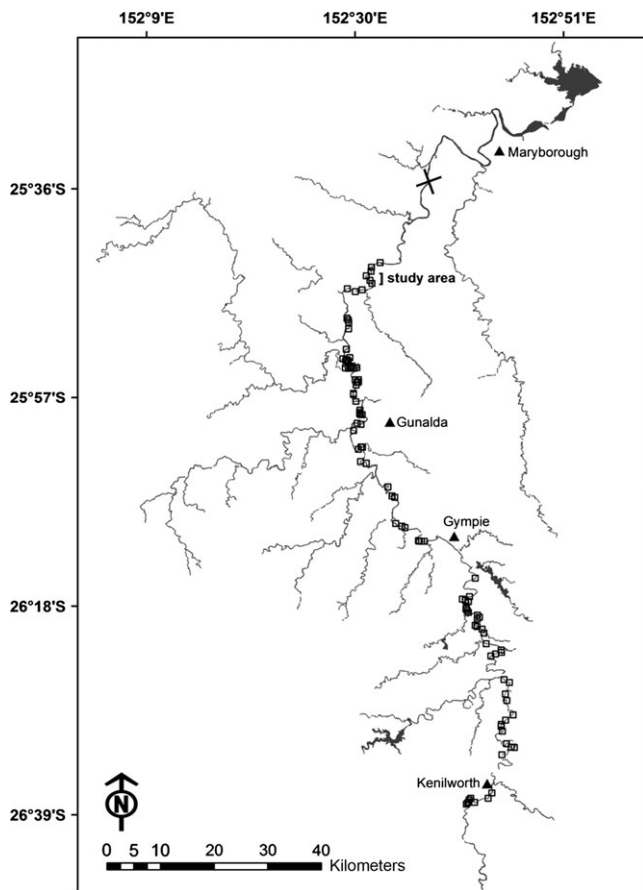 152°9'E 152°30'E 152°51'E
Maryborough
25°36'S
] study area
25°57'S
Gunalda
Gympie
26°18'S
Kenilworth
26°39'S
N
0 5 10 20 30 40
Kilometers